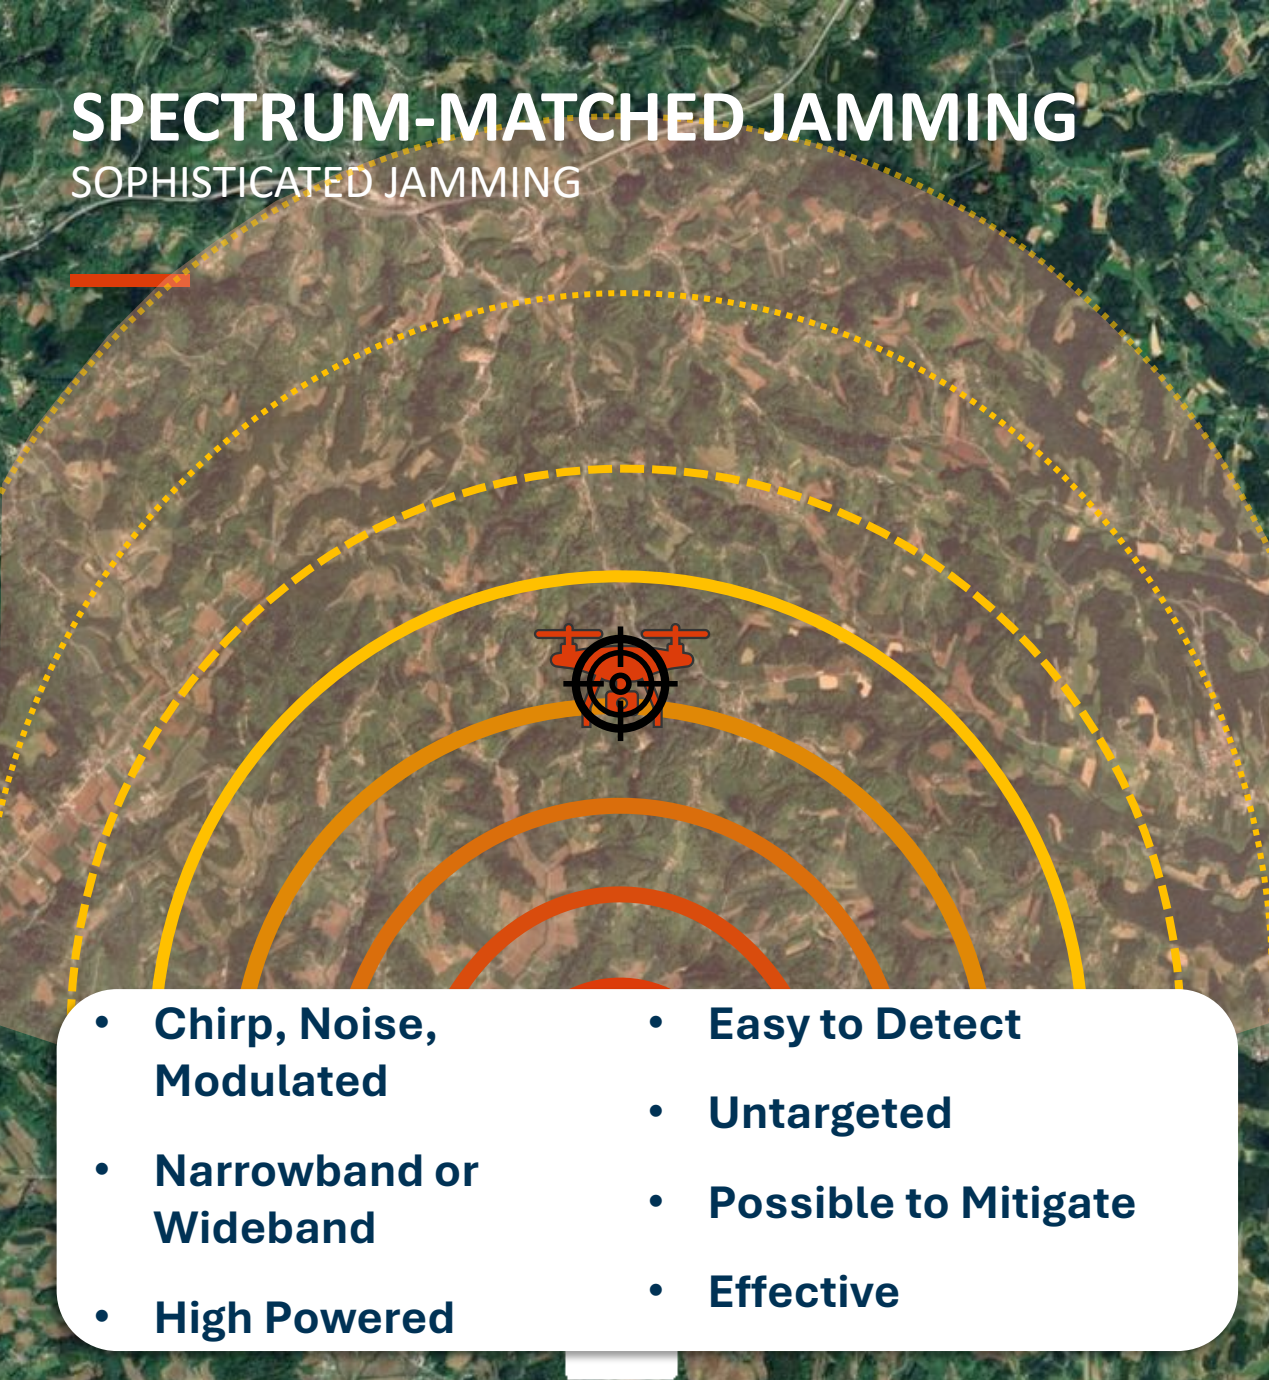 SPECTRUM-MATCHED JAMMING
SOPHISTICATED JAMMING
• Chirp, Noise,
Modulated
• Narrowband or
Wideband
• High Powered
• Easy to Detect
• Untargeted
• Possible to Mitigate
• Effective